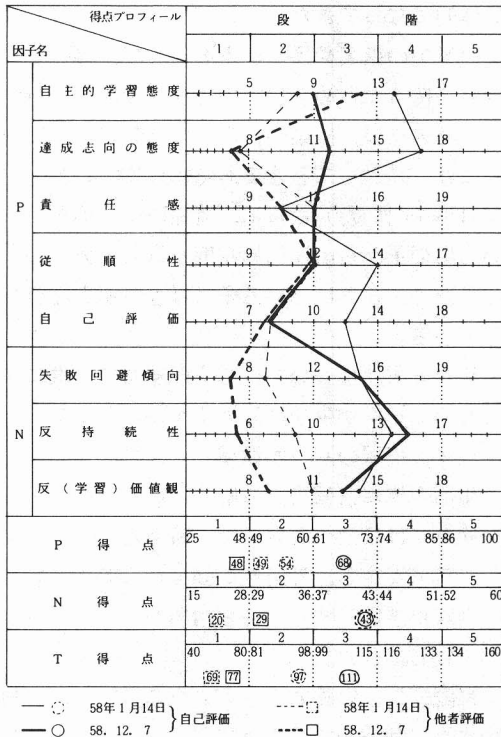 得点プロフィール
因子名
段階
1 2 3 4 5
P
自主的学習態度 5 9 13 17
達成志向の態度 8 11 15 18
責任感 9 16 19
従順性 9 12 14 17
自己評価 7 10 14 18
N
失敗回避傾向 8 12 16 19
反持続性 6 17
反(学習)価値観 8 11 15 18
1 2 3 4 5
P得点 25 48:49 60:61 73:74 85:86 100
48 49 54 68
1 2 3 4 5
N得点 15 28:29 36:37 43:44 51:52 60
20 29 43
1 2 3 4 5
T得点 40 80:81 98:99 115:116 133:134 160
69 77 97 111
58年1月14日
58. 12. 7
}自己評価
58年1月14日
58. 12. 7
}他者評価